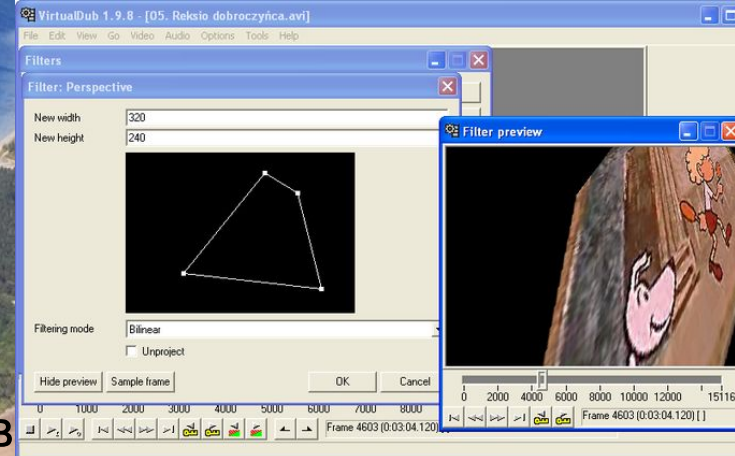 VirtualDub 1.9.8 - [05. Reksio dobroczyńca.avi]
File Edit View Go Video Audio Options Tools Help
Filters
Filter: Perspective
New width 320
New height 240
Filtering mode Bilinear
Unproject
Hide preview Sample frame OK Cancel
0 1000 2000 3000 4000 5000 6000 7000 8000
Frame 4603 (0:03:04.120)
Filter preview
0 2000 4000 6000 8000 10000 12000 15116
Frame 4603 (0:03:04.120) [ ]